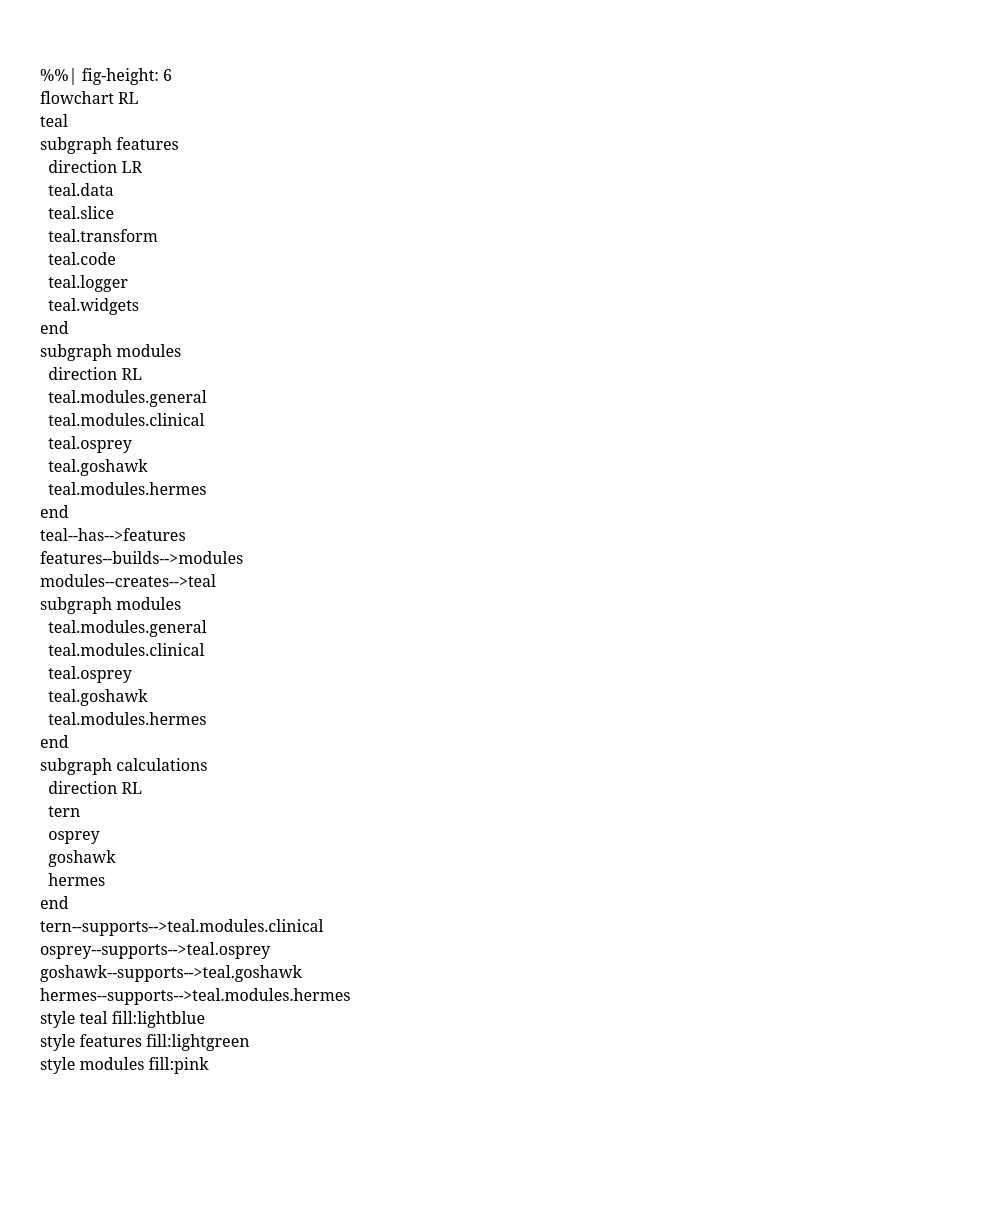 %%| fig-height: 6
flowchart RL
teal
subgraph features
  direction LR
  teal.data
  teal.slice
  teal.transform
  teal.code
  teal.logger
  teal.widgets
end
subgraph modules
  direction RL
  teal.modules.general
  teal.modules.clinical
  teal.osprey
  teal.goshawk
  teal.modules.hermes
end
teal--has-->features
features--builds-->modules
modules--creates-->teal
subgraph modules
  teal.modules.general
  teal.modules.clinical
  teal.osprey
  teal.goshawk
  teal.modules.hermes
end
subgraph calculations
  direction RL
  tern
  osprey
  goshawk
  hermes
end
tern--supports-->teal.modules.clinical
osprey--supports-->teal.osprey
goshawk--supports-->teal.goshawk
hermes--supports-->teal.modules.hermes
style teal fill:lightblue
style features fill:lightgreen
style modules fill:pink